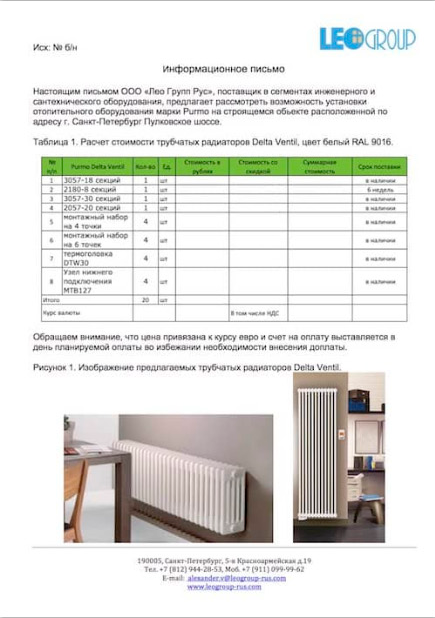 LEOGROUP
Исх: № б/н
Информационное письмо
Настоящим письмом ООО «Лео Групп Рус», поставщик в сегментах инженерного и
сантехнического оборудования, предлагает рассмотреть возможность установки
отопительного оборудования марки Purmo на строящемся объекте расположенной по
адресу г. Санкт-Петербург Пулковское шоссе.
Таблица 1. Расчет стоимости трубчатых радиаторов Delta Ventil, цвет белый RAL 9016.
№ п/п Purmo Delta Ventil Кол-во Ед. Стоимость в рублях Стоимость со скидкой Суммарная стоимость Срок поставки
1 3057-18 секций 1 шт в наличии
2 2180-8 секций 1 шт 6 недель
3 3057-30 секций 1 шт в наличии
4 2057-20 секций 1 шт в наличии
5 монтажный набор на 4 точки 4 шт в наличии
6 монтажный набор на 6 точек 4 шт в наличии
7 термоголовка DTW30 4 шт в наличии
8 Узел нижнего подключения MTB127 4 шт в наличии
Итого 20 шт
Курс валюты В том числе НДС
Обращаем внимание, что цена привязана к курсу евро и счет на оплату выставляется в
день планируемой оплаты во избежании необходимости внесения доплаты.
Рисунок 1. Изображение предлагаемых трубчатых радиаторов Delta Ventil.
190005, Санкт-Петербург, 5-я Красноармейская д.19
Тел. +7 (812) 944-28-53, Моб. +7 (911) 099-99-62
E-mail: alexander.v@leogroup-rus.com
www.leogroup-rus.com